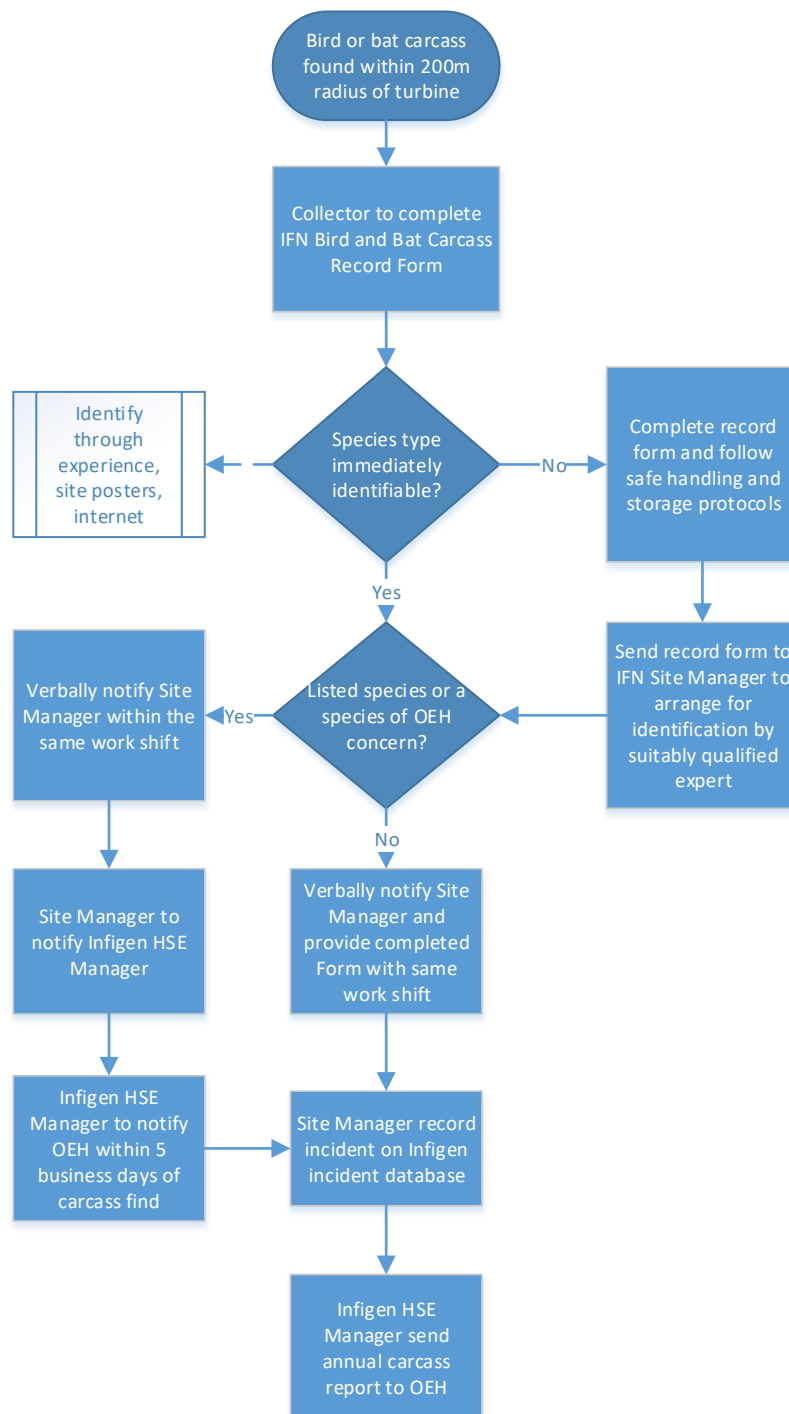 Bird or bat carcass
found within 200m
radius of turbine
Collector to complete
IFN Bird and Bat Carcass
Record Form
Identify
through
experience,
site posters,
internet
Species type
immediately
identifiable?
No
Complete record
form and follow
safe handling and
storage protocols
Yes
Verbally notify Site
Manager within the
same work shift
Yes
Listed species or a
species of OEH
concern?
Send record form to
IFN Site Manager to
arrange for
identification by
suitably qualified
expert
No
Site Manager to
notify Infigen HSE
Manager
Verbally notify Site
Manager and
provide completed
Form with same
work shift
Infigen HSE
Manager to notify
OEH within 5
business days of
carcass find
Site Manager record
incident on Infigen
incident database
Infigen HSE
Manager send
annual carcass
report to OEH